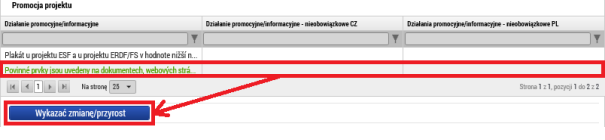 Promocja projektu
Działanie promocyjne/informacyjne Działanie promocyjne/informacyjne - nieobowiązkowe CZ Działania promocyjne/informacyjne - nieobowiązkowe PL
Plakát u projektu ESF a u projektu ERDF/FS v hodnotě nižší n...
Povinné prvky jsou uvedeny na dokumentech, webových strá...
1 Na stronę 25 Strona 1 z 1, pozycji 1 do 2 z 2
Wykazać zmianę/przyrost